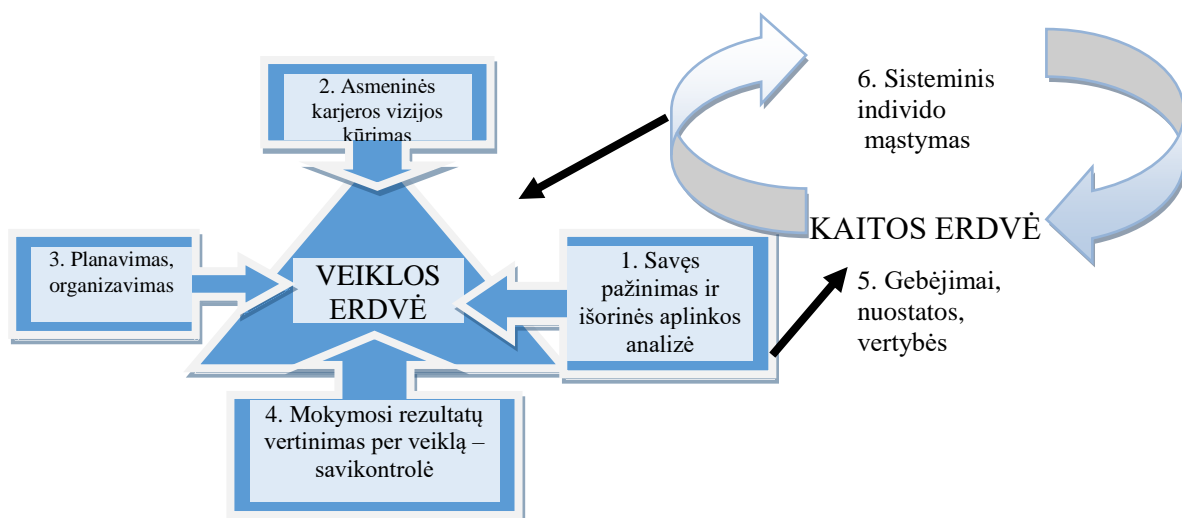 2. Asmeninės
karjeros vizijos
kūrimas
6. Sisteminis
individo
mąstymas
KAITOS ERDVĖ
3. Planavimas,
organizavimas
VEIKLOS
ERDVĖ
1. Savęs
pažinimas ir
išorinės aplinkos
analizė
5. Gebėjimai,
nuostatos,
vertybės
4. Mokymosi rezultatų
vertinimas per veiklą –
savikontrolė